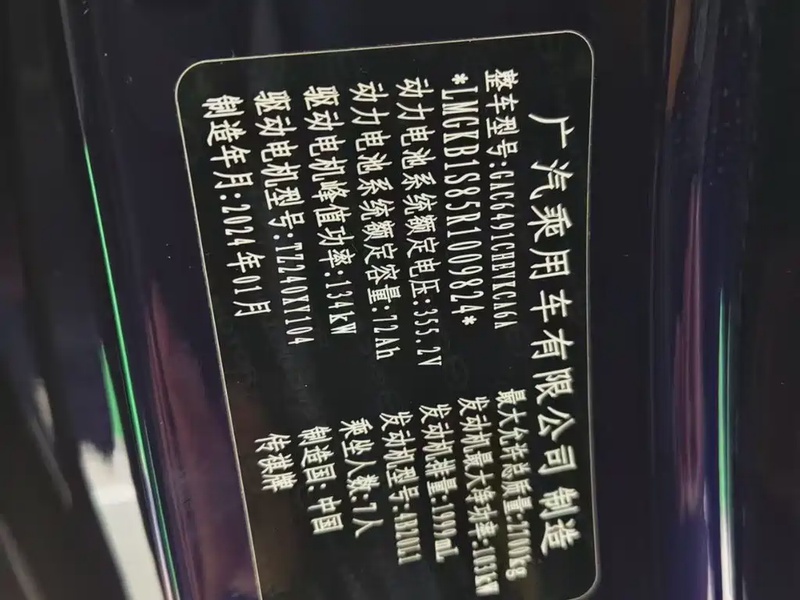 广汽乘用车有限公司 制造
整车型号:GAC6491CHEVKCA6A
*LMGKB1S85R1009824*
动力电池系统额定电压:355.2V
动力电池系统额定容量:72Ah
驱动电机峰值功率:134kW
驱动电机型号:TZ240XY104
制造年月:2024年01月
最大允许总质量:2700kg
发动机最大净功率:103kW
发动机排量:1991mL
发动机型号:
乘坐人数:7人
制造国:中国
传祺牌